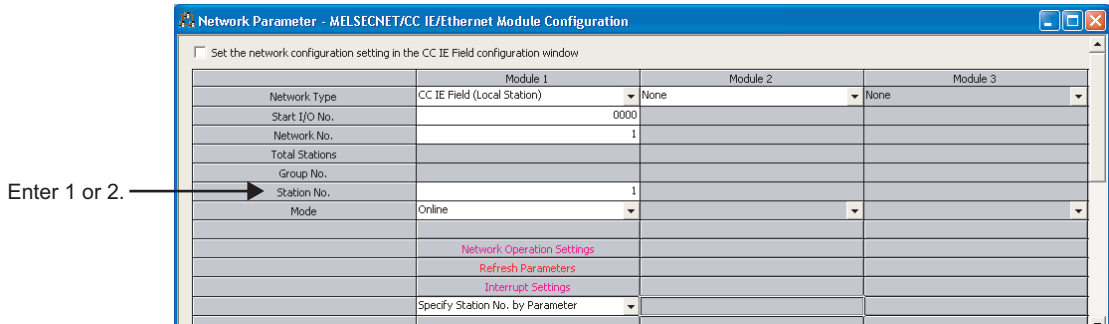 Network Parameter - MELSECNET/CC IE/Ethernet Module Configuration
Set the network configuration setting in the CC IE Field configuration window
Module 1 Module 2 Module 3
Network Type CC IE Field (Local Station) None None
Start I/O No. 0000
Network No. 1
Total Stations
Group No.
Enter 1 or 2. Station No. 1
Mode Online
Network Operation Settings
Refresh Parameters
Interrupt Settings
Specify Station No. by Parameter